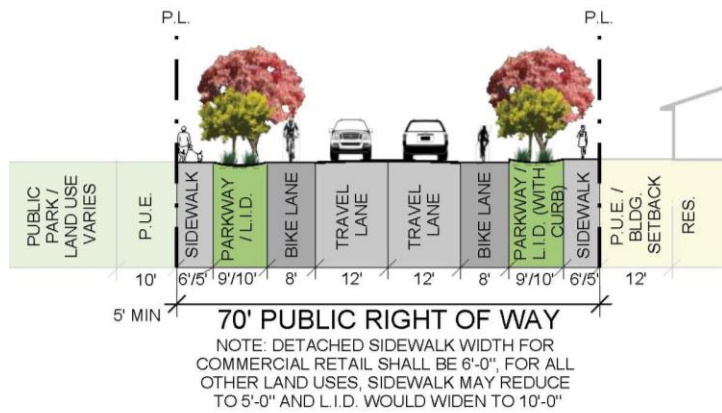 P.L.
P.L.
PUBLIC
PARK /
LAND USE
VARIES
P.U.E.
SIDEWALK
PARKWAY
/ L.I.D.
BIKE LANE
TRAVEL
LANE
TRAVEL
LANE
BIKE LANE
PARKWAY /
L.I.D. (WITH
CURB)
SIDEWALK
P.U.E. /
BLDG.
SETBACK
RES.
10'
6'/5'
9'/10'
8'
12'
12'
8'
9'/10'
6'/5'
12'
5' MIN
70' PUBLIC RIGHT OF WAY
NOTE: DETACHED SIDEWALK WIDTH FOR
COMMERCIAL RETAIL SHALL BE 6'-0", FOR ALL
OTHER LAND USES, SIDEWALK MAY REDUCE
TO 5'-0" AND L.I.D. WOULD WIDEN TO 10'-0"